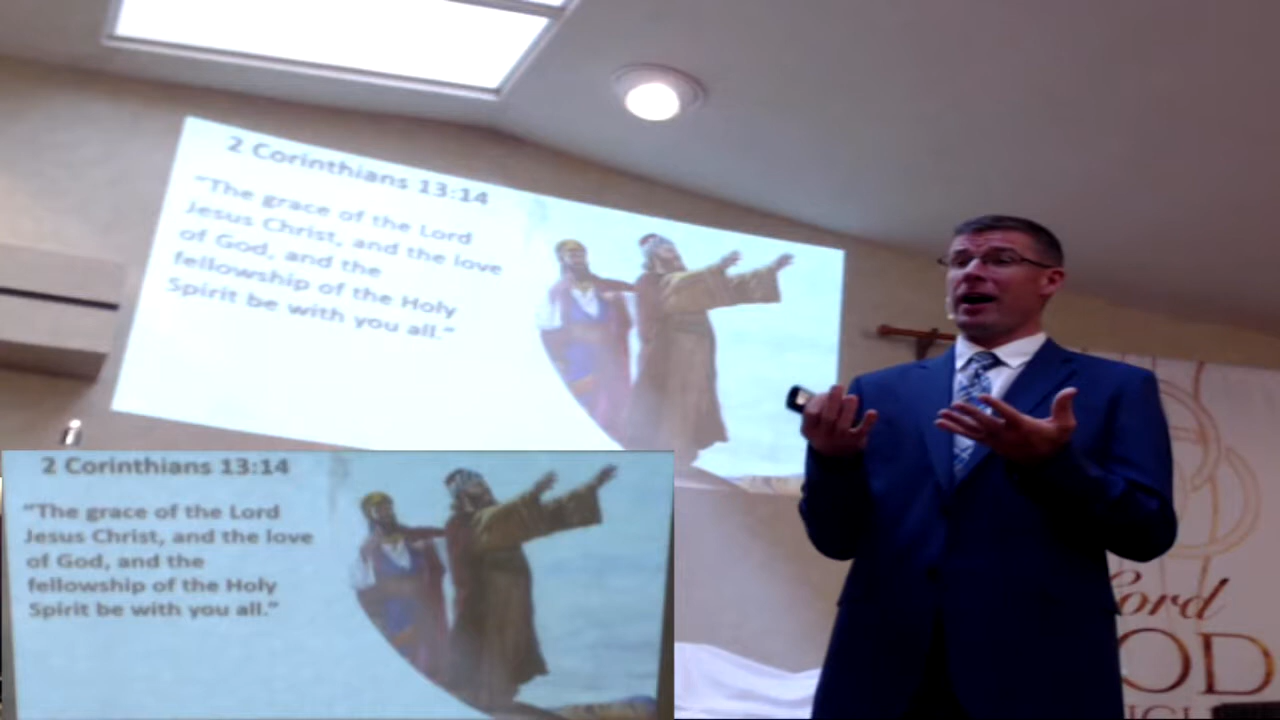 2 Corinthians 13:14
“The grace of the Lord
Jesus Christ, and the love
of God, and the
fellowship of the Holy
Spirit be with you all.”
2 Corinthians 13:14
“The grace of the Lord
Jesus Christ, and the love
of God, and the
fellowship of the Holy
Spirit be with you all.”